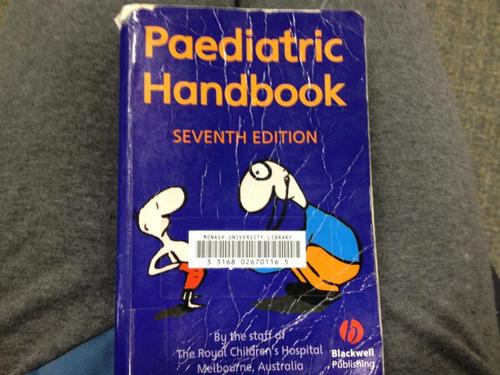 Paediatric
Handbook
SEVENTH EDITION
MONASH UNIVERSITY LIBRARY
3 3168 02670116 5
By the staff of
The Royal Children's Hospital
Melbourne, Australia
Blackwell
Publishing